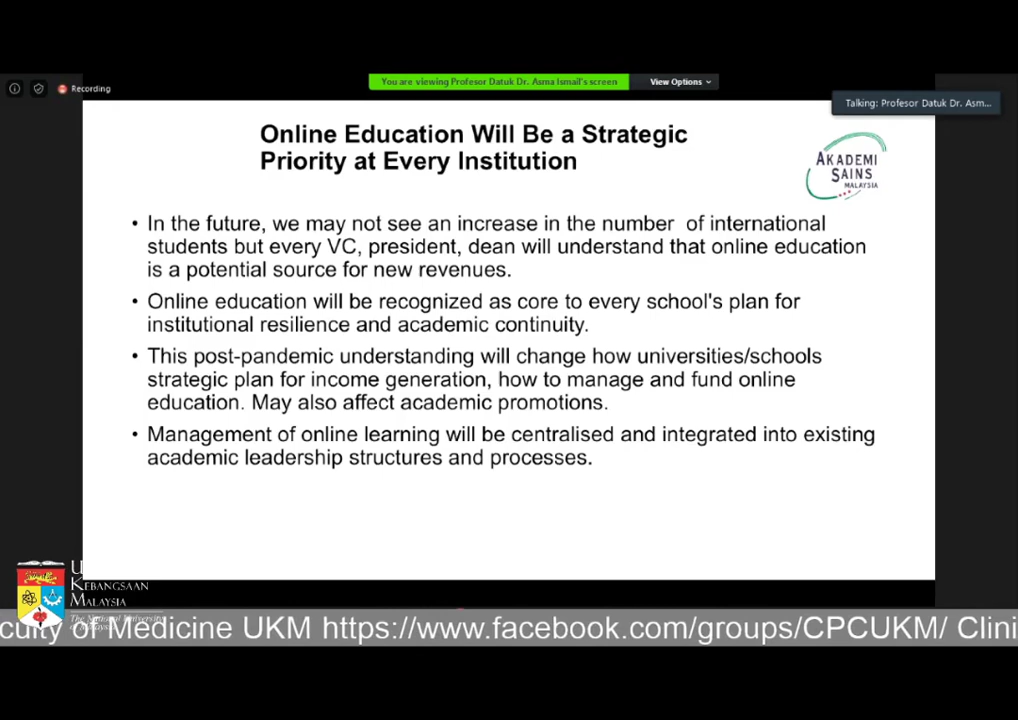 You are viewing Profesor Datuk Dr. Asma Ismail's screen
View Options
Recording
Talking: Profesor Datuk Dr. Asm...
Online Education Will Be a Strategic
Priority at Every Institution
AKADEMI
SAINS
MALAYSIA
• In the future, we may not see an increase in the number of international
students but every VC, president, dean will understand that online education
is a potential source for new revenues.
• Online education will be recognized as core to every school's plan for
institutional resilience and academic continuity.
• This post-pandemic understanding will change how universities/schools
strategic plan for income generation, how to manage and fund online
education. May also affect academic promotions.
• Management of online learning will be centralised and integrated into existing
academic leadership structures and processes.
U
KEBANGSAAN
MALAYSIA
The National University
culty of Medicine UKM https://www.facebook.com/groups/CPCUKM/ Clini